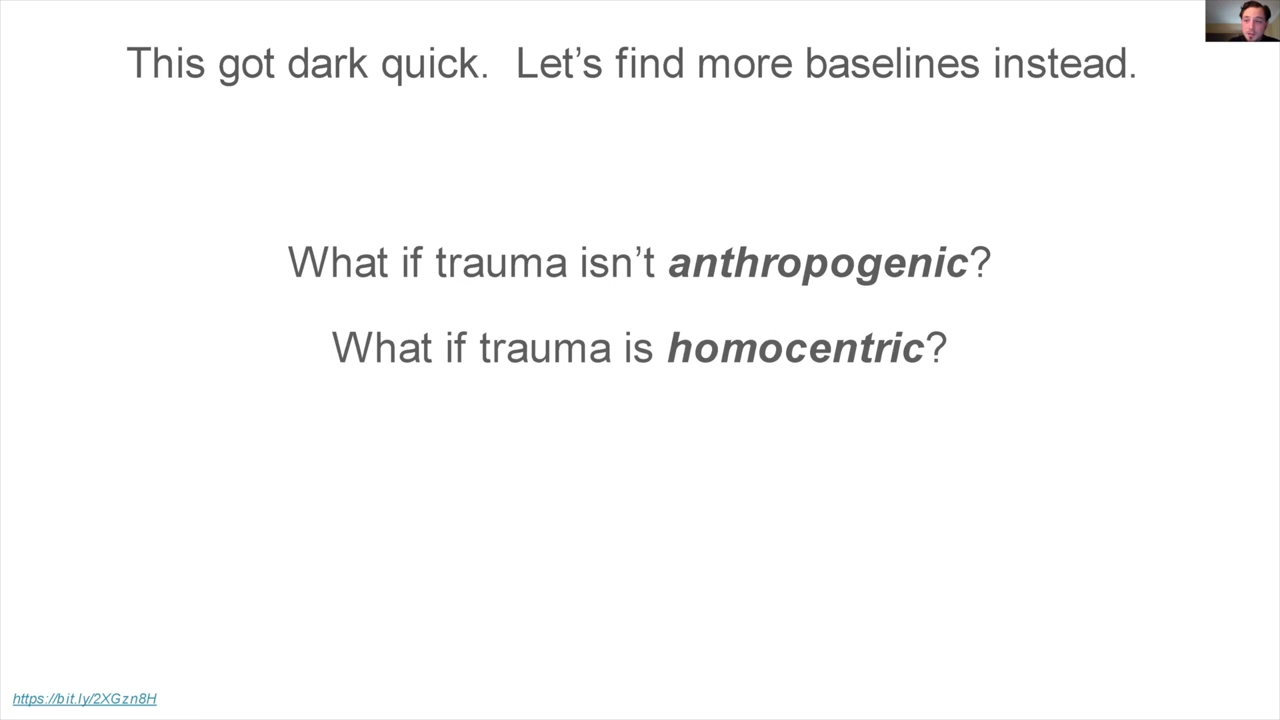 This got dark quick.  Let’s find more baselines instead.
What if trauma isn’t anthropogenic?
What if trauma is homocentric?
https://bit.ly/2XGzn8H